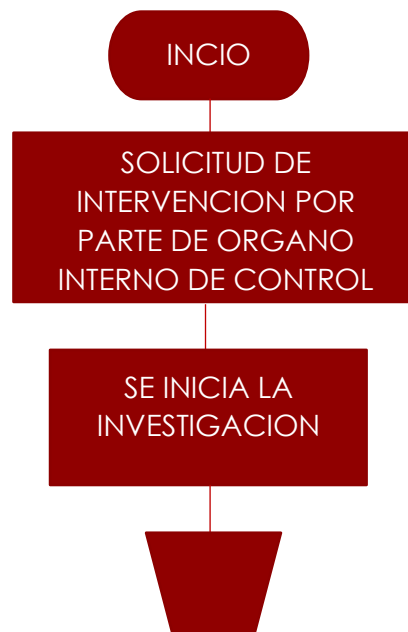 INCIO
SOLICITUD DE
INTERVENCION POR
PARTE DE ORGANO
INTERNO DE CONTROL
SE INICIA LA
INVESTIGACION